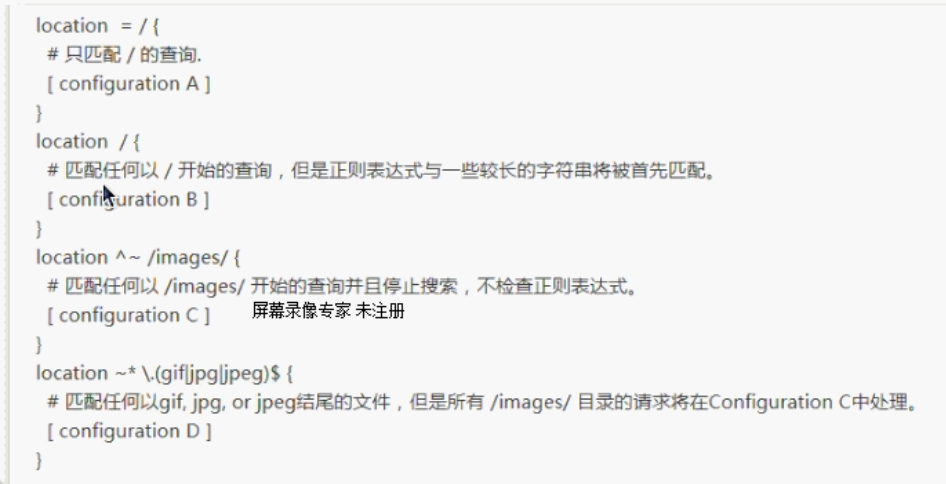 location  = / {
# 只匹配 / 的查询.
[ configuration A ]
}
location  / {
# 匹配任何以 / 开始的查询，但是正则表达式与一些较长的字符串将被首先匹配。
[ configuration B ]
}
location ^~ /images/ {
# 匹配任何以 /images/ 开始的查询并且停止搜索，不检查正则表达式。
[ configuration C ]
屏幕录像专家 未注册
}
location ~* \.(gif|jpg|jpeg)$ {
# 匹配任何以gif, jpg, or jpeg结尾的文件，但是所有 /images/ 目录的请求将在Configuration C中处理。
[ configuration D ]
}